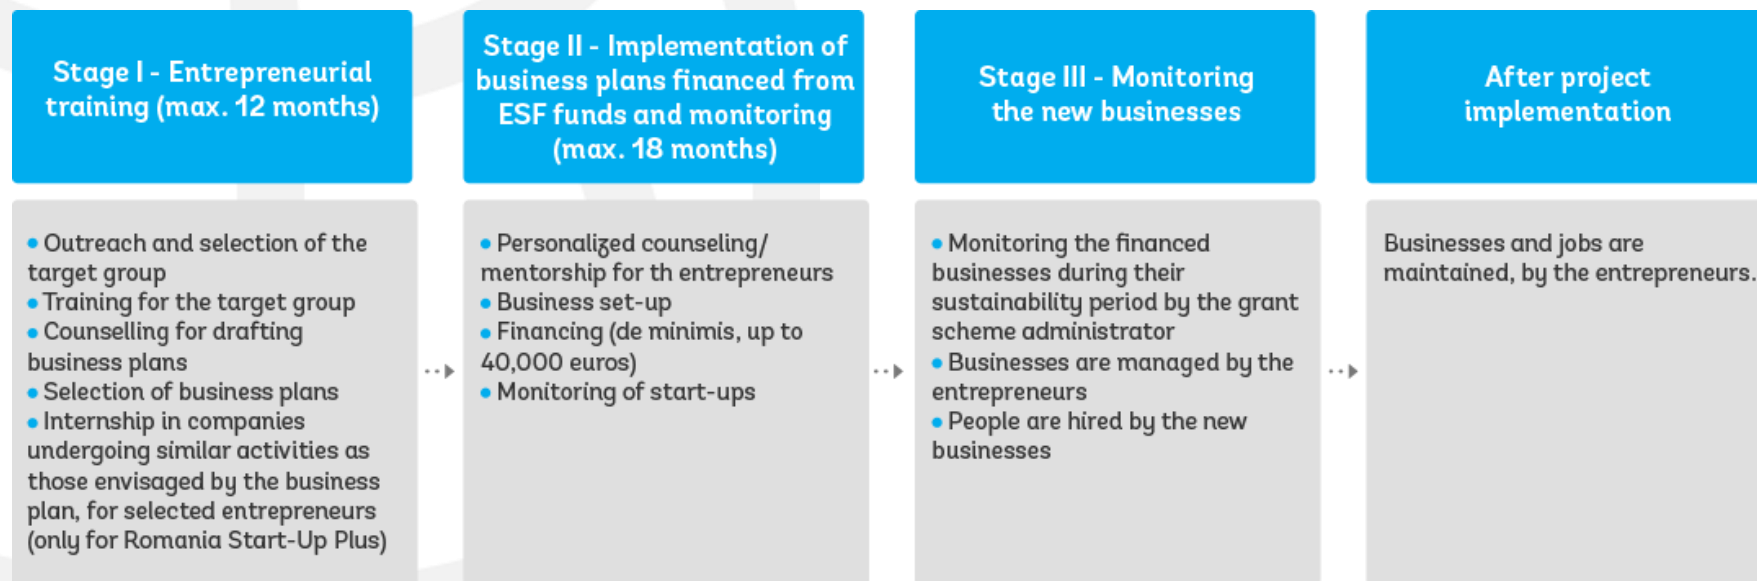 Stage I - Entrepreneurial
training (max. 12 months)
• Outreach and selection of the
target group
• Training for the target group
• Counselling for drafting
business plans
• Selection of business plans
• Internship in companies
undergoing similar activities as
those envisaged by the business
plan, for selected entrepreneurs
(only for Romania Start-Up Plus)
Stage II - Implementation of
business plans financed from
ESF funds and monitoring
(max. 18 months)
• Personalized counseling/
mentorship for th entrepreneurs
• Business set-up
• Financing (de minimis, up to
40,000 euros)
• Monitoring of start-ups
Stage III - Monitoring
the new businesses
• Monitoring the financed
businesses during their
sustainability period by the grant
scheme administrator
• Businesses are managed by the
entrepreneurs
• People are hired by the new
businesses
After project
implementation
Businesses and jobs are
maintained, by the entrepreneurs.